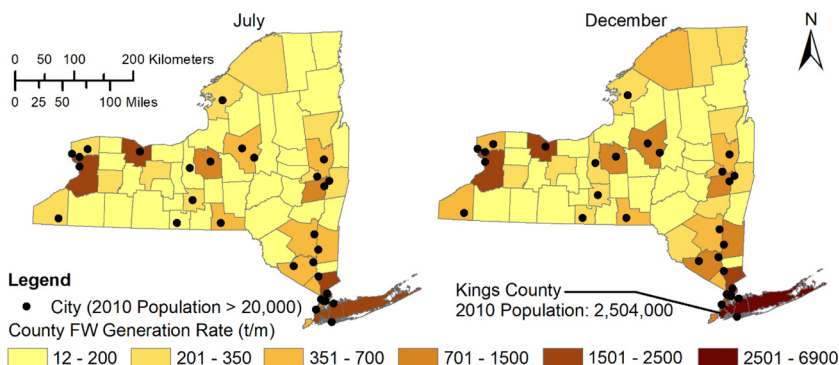 July
December
N
0 100 200 Kilometers
0 25 50 100 Miles
Kings County
2010 Population: 2,504,000
Legend
City (2010 Population > 20,000)
County FW Generation Rate (t/m)
12 - 200
201 - 350
351 - 700
701 - 1500
1501 - 2500
2501 - 6900